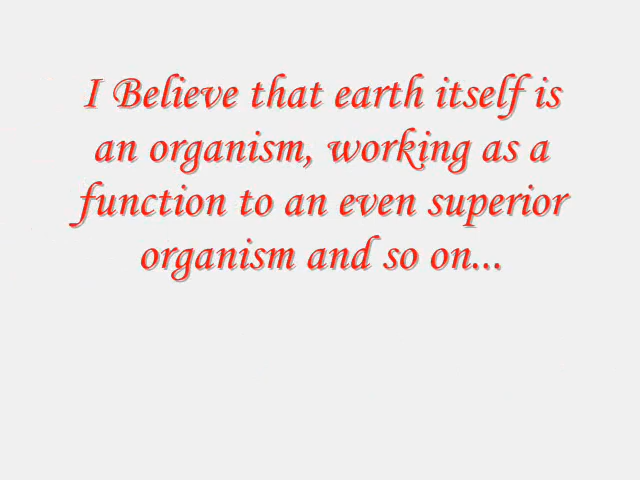 I Believe that earth itself is
an organism, working as a
function to an even superior
organism and so on...